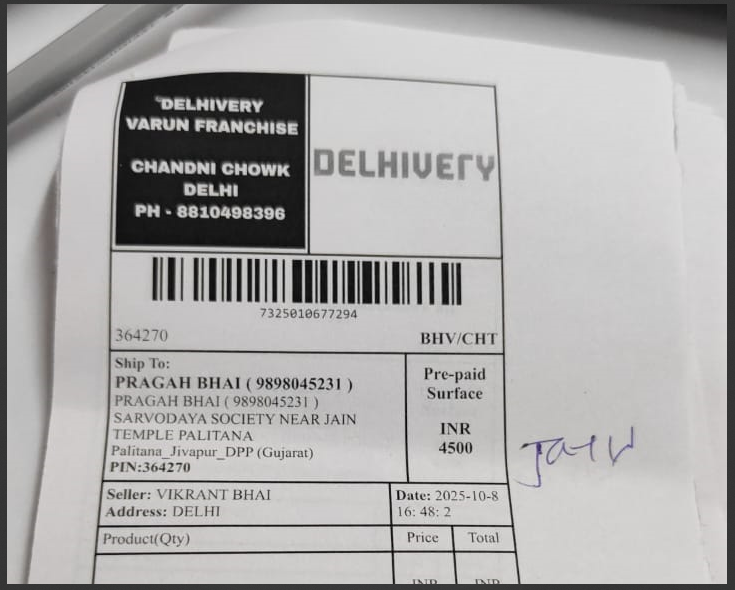 DELHIVERY
VARUN FRANCHISE
CHANDNI CHOWK
DELHI
PH - 8810498396
DELHIVERY
7325010677294
364270 BHV/CHT
Ship To:
PRAGAH BHAI ( 9898045231 )
PRAGAH BHAI ( 9898045231 )
SARVODAYA SOCIETY NEAR JAIN
TEMPLE PALITANA
Palitana_Jivapur_DPP (Gujarat)
PIN:364270
Pre-paid
Surface
INR
4500
Seller: VIKRANT BHAI
Address: DELHI
Date: 2025-10-8
16: 48: 2
Product(Qty) Price Total
INR INR